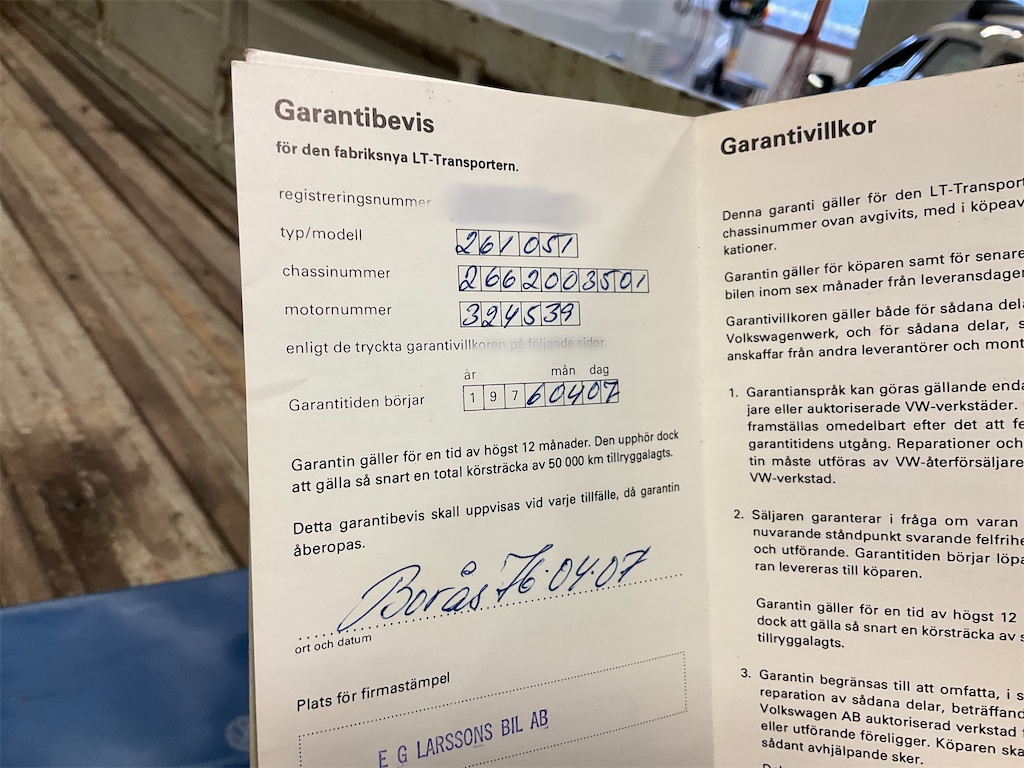 Garantibevis
för den fabriksnya LT-Transportern.
registreringsnummer
typ/modell 261 051
chassinummer 2662003501
motornummer 324539
enligt de tryckta garantivillkoren på följande sidor.
år mån dag
Garantitiden börjar 19760407
Garantin gäller för en tid av högst 12 månader. Den upphör dock
att gälla så snart en total körsträcka av 50 000 km tillryggalagts.
Detta garantibevis skall uppvisas vid varje tillfälle, då garantin
åberopas.
Borås 76.04.07
ort och datum
Plats för firmastämpel
E G LARSSONS BIL AB
Garantivillkor
Denna garanti gäller för den LT-Transport
chassinummer ovan avgivits, med i köpeav
kationer.
Garantin gäller för köparen samt för senare
bilen inom sex månader från leveransdagen
Garantivillkoren gäller både för sådana dela
Volkswagenwerk, och för sådana delar, s
anskaffar från andra leverantörer och mont
1. Garantianspråk kan göras gällande enda
jare eller auktoriserade VW-verkstäder.
framställas omedelbart efter det att fe
garantitidens utgång. Reparationer och
tin måste utföras av VW-återförsäljare
VW-verkstad.
2. Säljaren garanterar i fråga om varan
nuvarande ståndpunkt svarande felfrihe
och utförande. Garantitiden börjar löpa
ran levereras till köparen.
Garantin gäller för en tid av högst 12
dock att gälla så snart en körsträcka av s
tillryggalagts.
3. Garantin begränsas till att omfatta, i s
reparation av sådana delar, beträffand
Volkswagen AB auktoriserad verkstad
eller utförande föreligger. Köparen ska
sådant avhjälpande sker.